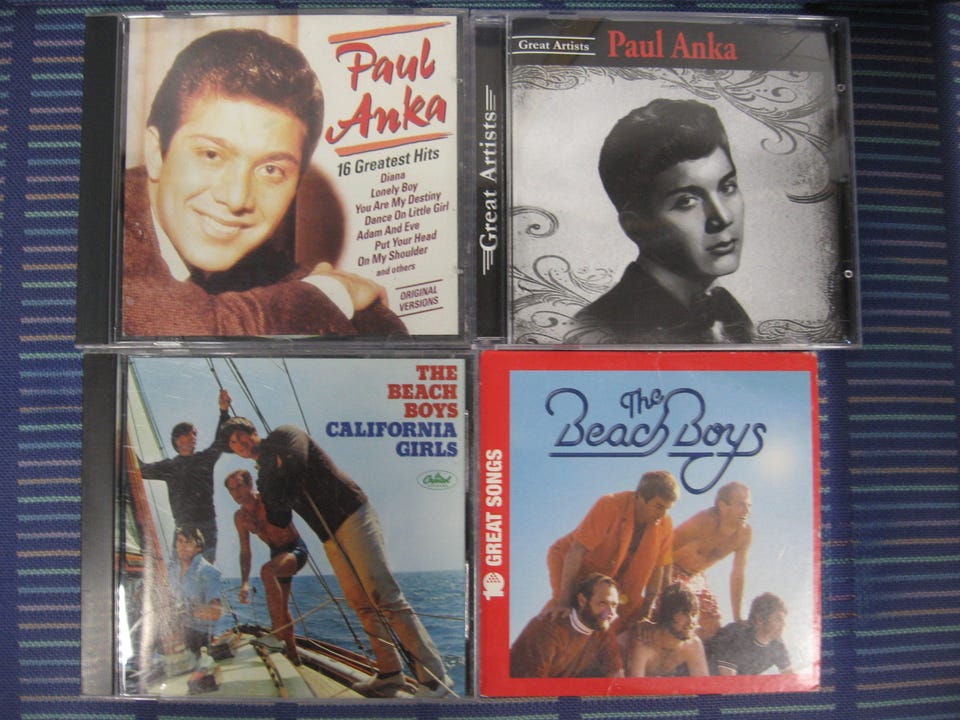 Paul
Anka
16 Greatest Hits
Diana
Lonely Boy
You Are My Destiny
Dance On Little Girl
Adam And Eve
Put Your Head
On My Shoulder
and others
ORIGINAL
VERSIONS
Great Artists
Great Artists
Paul Anka
THE
BEACH
BOYS
CALIFORNIA
GIRLS
Capitol
10 GREAT SONGS
The
Beach Boys